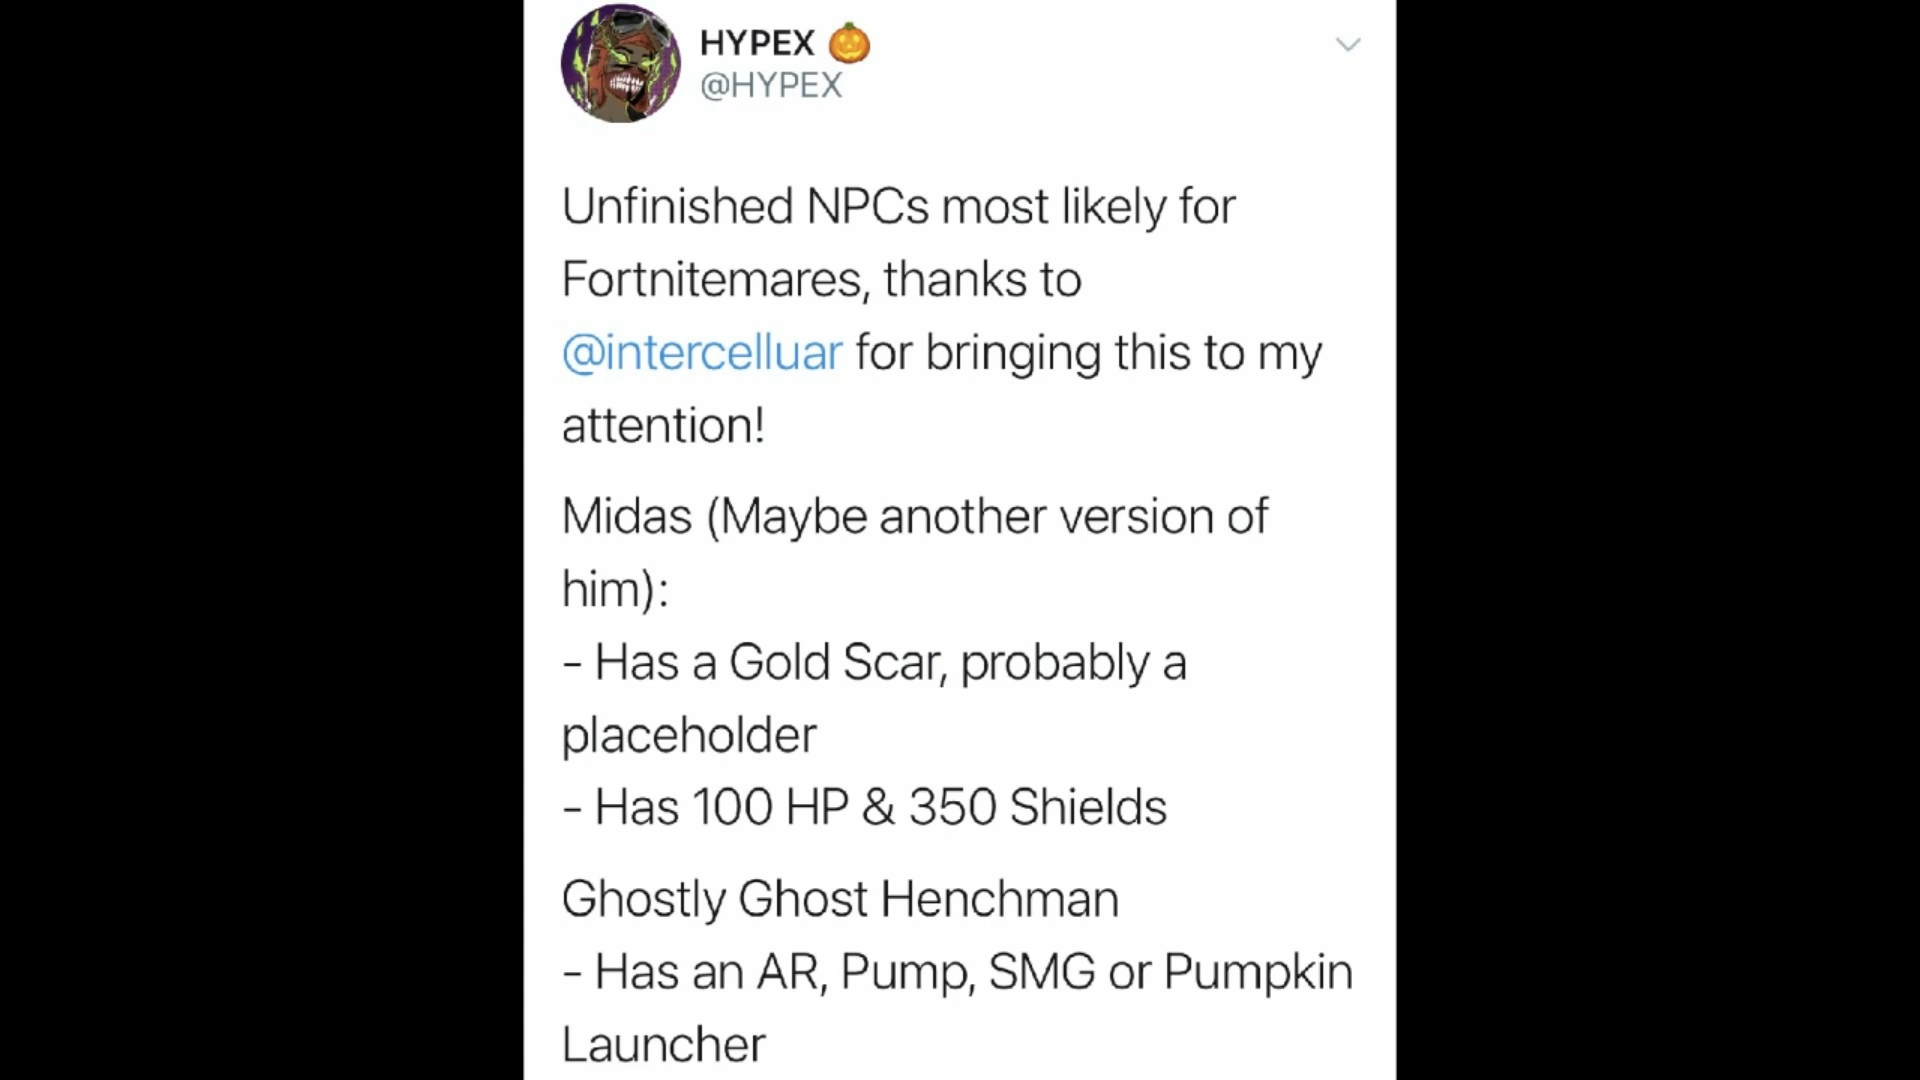 HYPEX 🎃
@HYPEX
Unfinished NPCs most likely for
Fortnitemares, thanks to
@intercelluar for bringing this to my
attention!
Midas (Maybe another version of
him):
- Has a Gold Scar, probably a
placeholder
- Has 100 HP & 350 Shields
Ghostly Ghost Henchman
- Has an AR, Pump, SMG or Pumpkin
Launcher